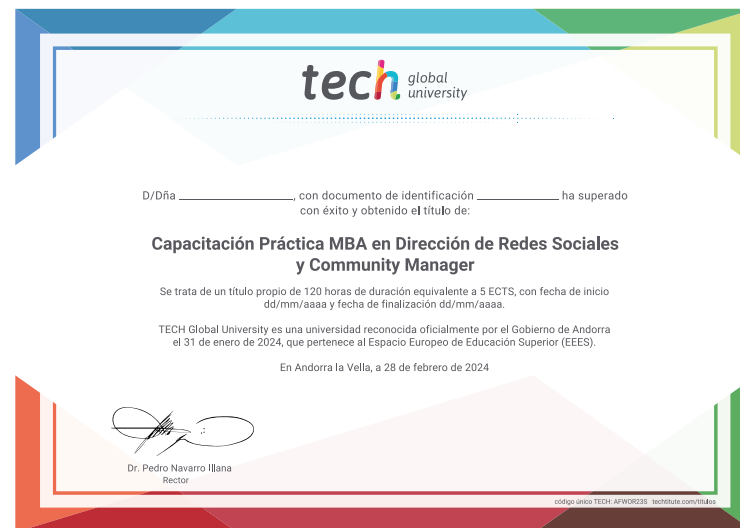 tech global university
D/Dña ______________, con documento de identificación __________ ha superado
con éxito y obtenido el título de:
Capacitación Práctica MBA en Dirección de Redes Sociales
y Community Manager
Se trata de un título propio de 120 horas de duración equivalente a 5 ECTS, con fecha de inicio
dd/mm/aaaa y fecha de finalización dd/mm/aaaa.
TECH Global University es una universidad reconocida oficialmente por el Gobierno de Andorra
el 31 de enero de 2024, que pertenece al Espacio Europeo de Educación Superior (EEES).
En Andorra la Vella, a 28 de febrero de 2024
Dr. Pedro Navarro Illana
Rector
código único TECH: AFWOR23S techtitute.com/titulos